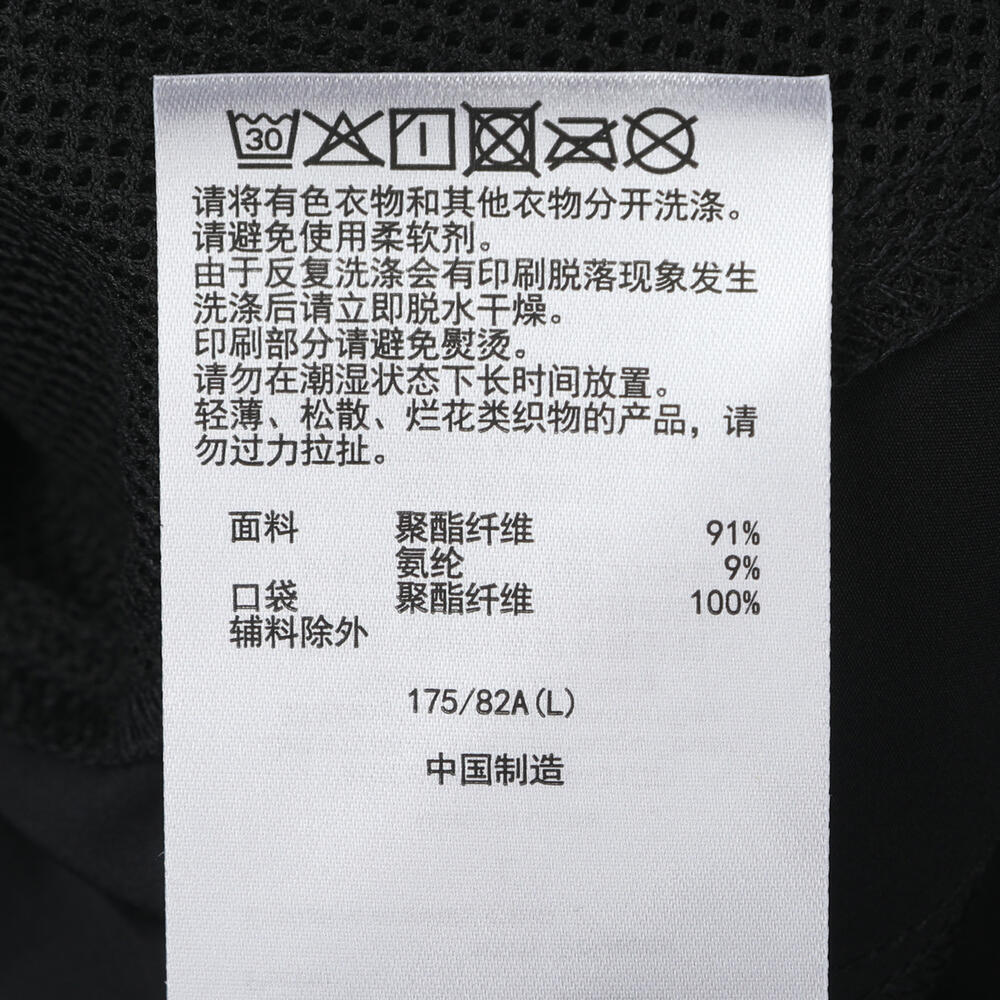 30
请将有色衣物和其他衣物分开洗涤。
请避免使用柔软剂。
由于反复洗涤会有印刷脱落现象发生
洗涤后请立即脱水干燥。
印刷部分请避免熨烫。
请勿在潮湿状态下长时间放置。
轻薄、松散、烂花类织物的产品，请
勿过力拉扯。
面料 聚酯纤维 91%
氨纶 9%
口袋 聚酯纤维 100%
辅料除外
175/82A(L)
中国制造